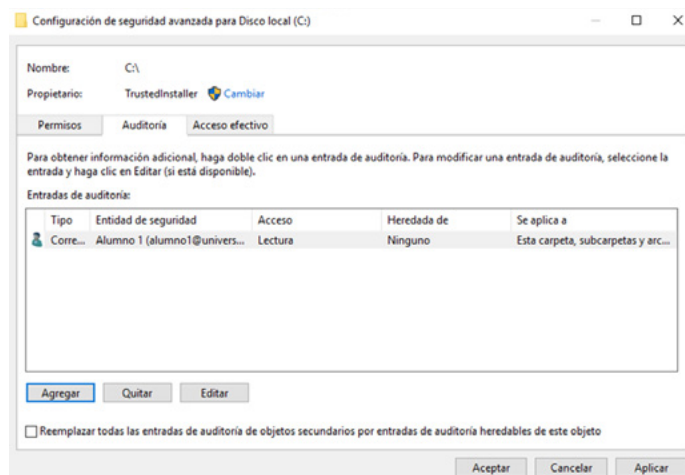 Configuración de seguridad avanzada para Disco local (C:)
Nombre: C:\
Propietario: TrustedInstaller Cambiar
Permisos Auditoría Acceso efectivo
Para obtener información adicional, haga doble clic en una entrada de auditoría. Para modificar una entrada de auditoría, seleccione la
entrada y haga clic en Editar (si está disponible).
Entradas de auditoría:
Tipo Entidad de seguridad Acceso Heredada de Se aplica a
Corre... Alumno 1 (alumno1@univers... Lectura Ninguno Esta carpeta, subcarpetas y arc...
Agregar Quitar Editar
Reemplazar todas las entradas de auditoría de objetos secundarios por entradas de auditoría heredables de este objeto
Aceptar Cancelar Aplicar